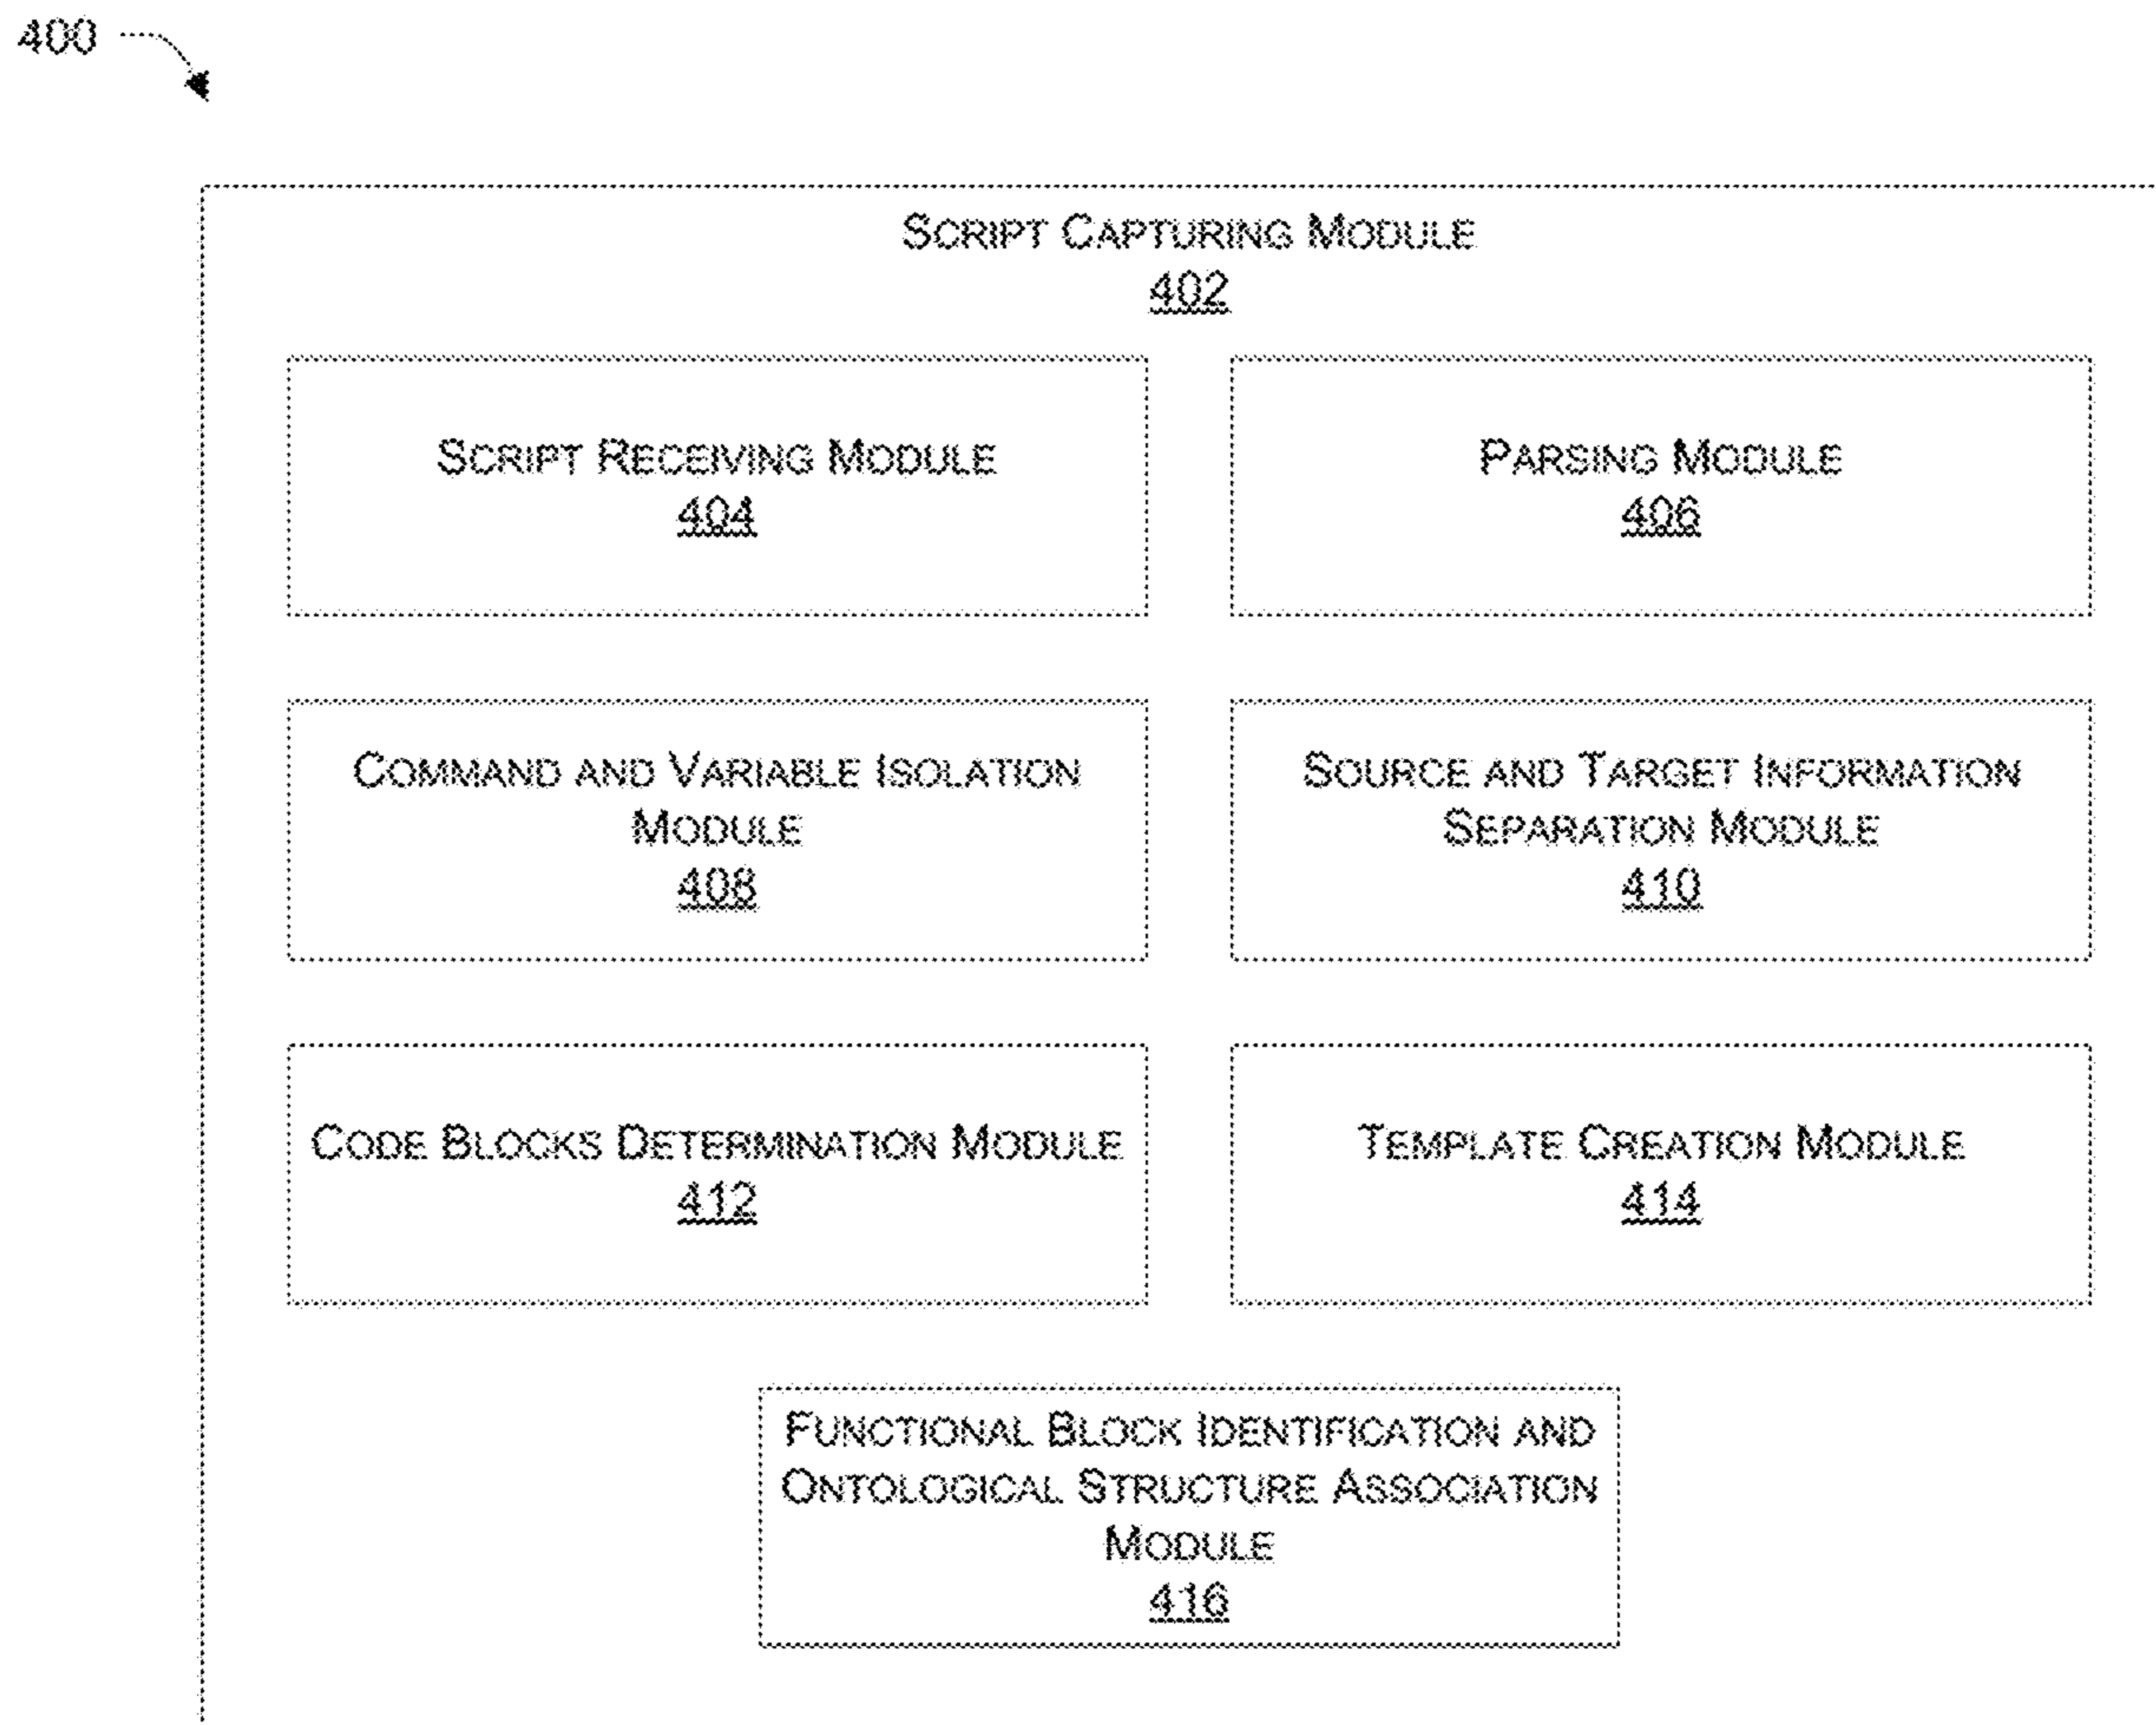 400
SCRIPT CAPTURING MODULE
402
SCRIPT RECEIVING MODULE
404
PARSING MODULE
406
COMMAND AND VARIABLE ISOLATION
MODULE
408
SOURCE AND TARGET INFORMATION
SEPARATION MODULE
410
CODE BLOCKS DETERMINATION MODULE
412
TEMPLATE CREATION MODULE
414
FUNCTIONAL BLOCK IDENTIFICATION AND
ONTOLOGICAL STRUCTURE ASSOCIATION
MODULE
416